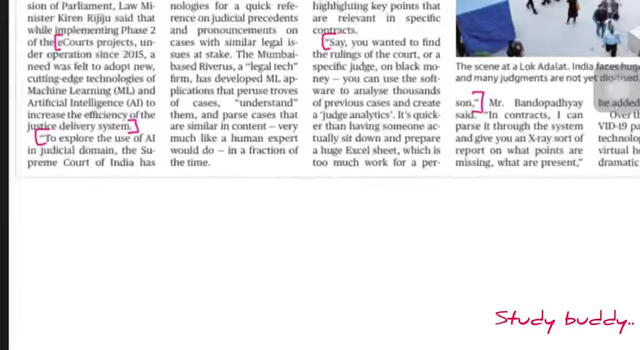 sion of Parliament, Law Mi-
nister Kiren Rijiju said that
while implementing Phase 2
of the eCourts projects, un-
der operation since 2015, a
need was felt to adopt new,
cutting-edge technologies of
Machine Learning (ML) and
Artificial Intelligence (AI) to
increase the efficiency of the
justice delivery system.
"To explore the use of AI
in judicial domain, the Su-
preme Court of India has
nologies for a quick refe-
rence on judicial precedents
and pronouncements on
cases with similar legal is-
sues at stake. The Mumbai-
based Riverus, a "legal tech"
firm, has developed ML ap-
plications that peruse troves
of cases, "understand"
them, and parse cases that
are similar in content – very
much like a human expert
would do – in a fraction of
the time.
highlighting key points that
are relevant in specific
contracts.
"Say, you wanted to find
the rulings of the court, or a
specific judge, on black mo-
ney – you can use the soft-
ware to analyse thousands
of previous cases and create
a 'judge analytics'. It's quick-
er than having someone ac-
tually sit down and prepare
a huge Excel sheet, which is
too much work for a per-
The scene at a Lok Adalat. India faces
and many judgments are not yet
son," Mr. Bandopadhyay
said. "In contracts, I can
parse it through the system
and give you an X-ray sort of
report on what points are
missing, what are present,"
he added
Over th
VID-19 pa
technolog
virtual h
dramatic
Study buddy..